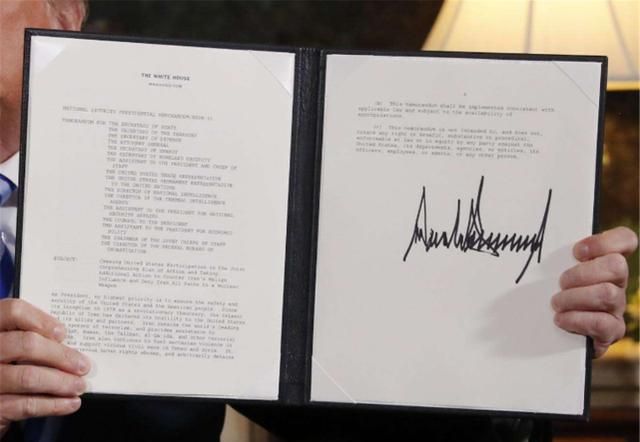 THE WHITE HOUSE
WASHINGTON
NATIONAL SECURITY PRESIDENTIAL MEMORANDUM
MEMORANDUM FOR THE SECRETARY OF STATE
THE SECRETARY OF THE TREASURY
THE SECRETARY OF DEFENSE
THE ATTORNEY GENERAL
THE SECRETARY OF ENERGY
THE SECRETARY OF HOMELAND SECURITY
THE ASSISTANT TO THE PRESIDENT AND CHIEF OF
STAFF
THE UNITED STATES TRADE REPRESENTATIVE
THE UNITED STATES PERMANENT REPRESENTATIVE
TO THE UNITED NATIONS
THE DIRECTOR OF NATIONAL INTELLIGENCE
THE DIRECTOR OF THE CENTRAL INTELLIGENCE
AGENCY
THE ASSISTANT TO THE PRESIDENT FOR NATIONAL
SECURITY AFFAIRS
THE COUNSEL TO THE PRESIDENT
THE ASSISTANT TO THE PRESIDENT FOR ECONOMIC
POLICY
THE CHAIRMAN OF THE JOINT CHIEFS OF STAFF
THE DIRECTOR OF THE FEDERAL BUREAU OF
INVESTIGATION
SUBJECT: Ceasing United States Participation in the Joint
Comprehensive Plan of Action and Taking
Additional Action to Counter Iran's Malign
Influence and Deny Iran All Paths to a Nuclear
Weapon
As President, my highest priority is to ensure the safety and
security of the United States and the American people. Since
its inception in 1979 as a revolutionary theocracy, the Islamic
Republic of Iran has declared its hostility to the United States
its allies and partners. Iran remains the world's leading
sponsor of terrorism, and provides assistance to
Hamas, the Taliban, al-Qa'ida, and other terrorist
Iran also continues to fuel sectarian violence in
and support vicious civil wars in Yemen and Syria. It
human rights abuses, and arbitrarily detains
(b) This memorandum shall be implemented consistent with
applicable law and subject to the availability of
appropriations.
(c) This memorandum is not intended to, and does not,
create any right or benefit, substantive or procedural,
enforceable at law or in equity by any party against the
United States, its departments, agencies, or entities, its
officers, employees, or agents, or any other person.